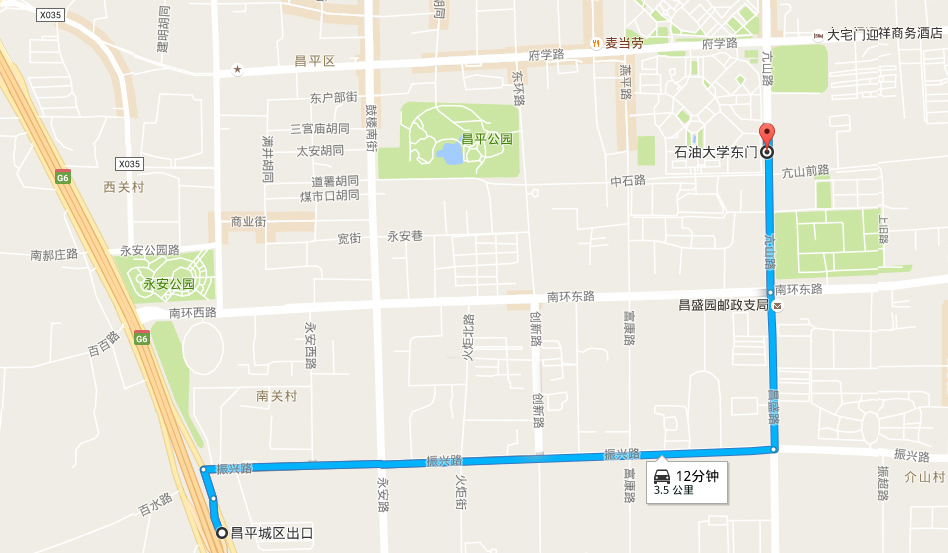 X035
建明胡同
胡同
大宅门迎祥商务酒店
麦当劳
府学路
府学路
昌平区
燕平路
亢山路
东环路
东户部街
鼓楼南街
三宫庙胡同
薄井胡同
太安胡同
昌平公园
石油大学东门
X035
G6
西关村
道署胡同
煤市口胡同
中石路
亢山前路
商业街
宽街
永安巷
亢山路
上旧路
南郝庄路
永安公园路
永安公园
南环东路
南环东路
昌盛园邮政支局
南环西路
G6
百百路
永安西路
火炬北路
创新路
富康路
南关村
创新路
昌盛路
振兴路
振兴路
振兴路
振兴路
介山村
12分钟
3.5 公里
百水路
永安路
火炬街
富康路
振超路
昌平城区出口